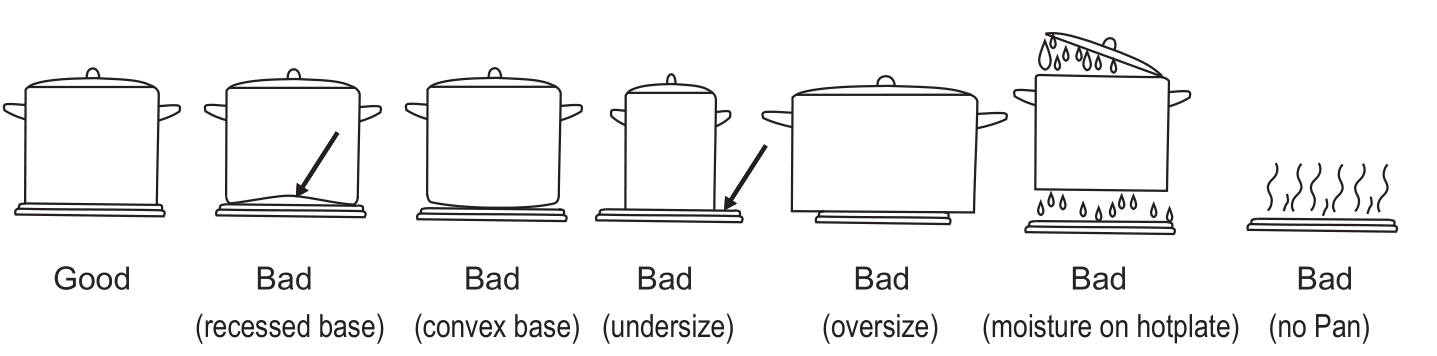 Good Bad Bad Bad Bad Bad Bad
(recessed base) (convex base) (undersize) (oversize) (moisture on hotplate) (no Pan)